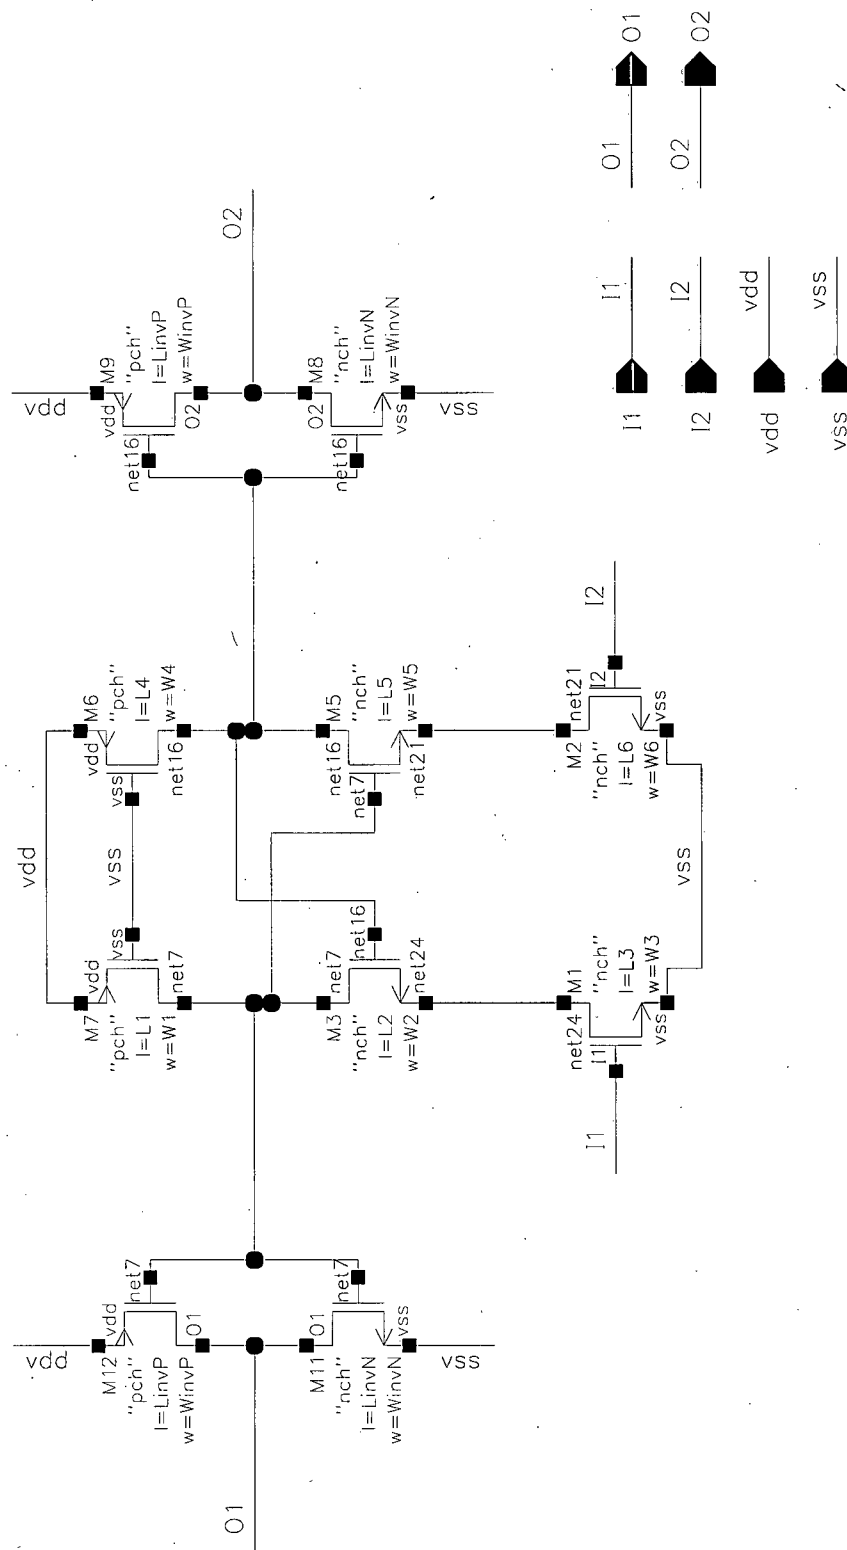 vdd
M12
vdd
"pch"
l=LinvP
w=WinvP
net7
O1
O1
M11
O1
"nch"
l=LinvN
w=WinvN
net7
vss
vss
vdd
M7
vdd
"pch"
l=L1
w=W1
vss
net7
vss
M6
vdd
"pch"
l=L4
w=W4
vss
net16
M3
net7
"nch"
l=L2
w=W2
net16
net24
M5
net16
"nch"
l=L5
w=W5
net7
net21
I1
M1
net24
"nch"
l=L3
w=W3
I1
vss
vss
M2
net21
"nch"
l=L6
w=W6
I2
vss
I2
vdd
M9
vdd
"pch"
l=LinvP
w=WinvP
net16
O2
O2
M8
O2
"nch"
l=LinvN
w=WinvN
net16
vss
vss
I1 I1
I2 I2
vdd vdd
vss vss
O1 O1
O2 O2